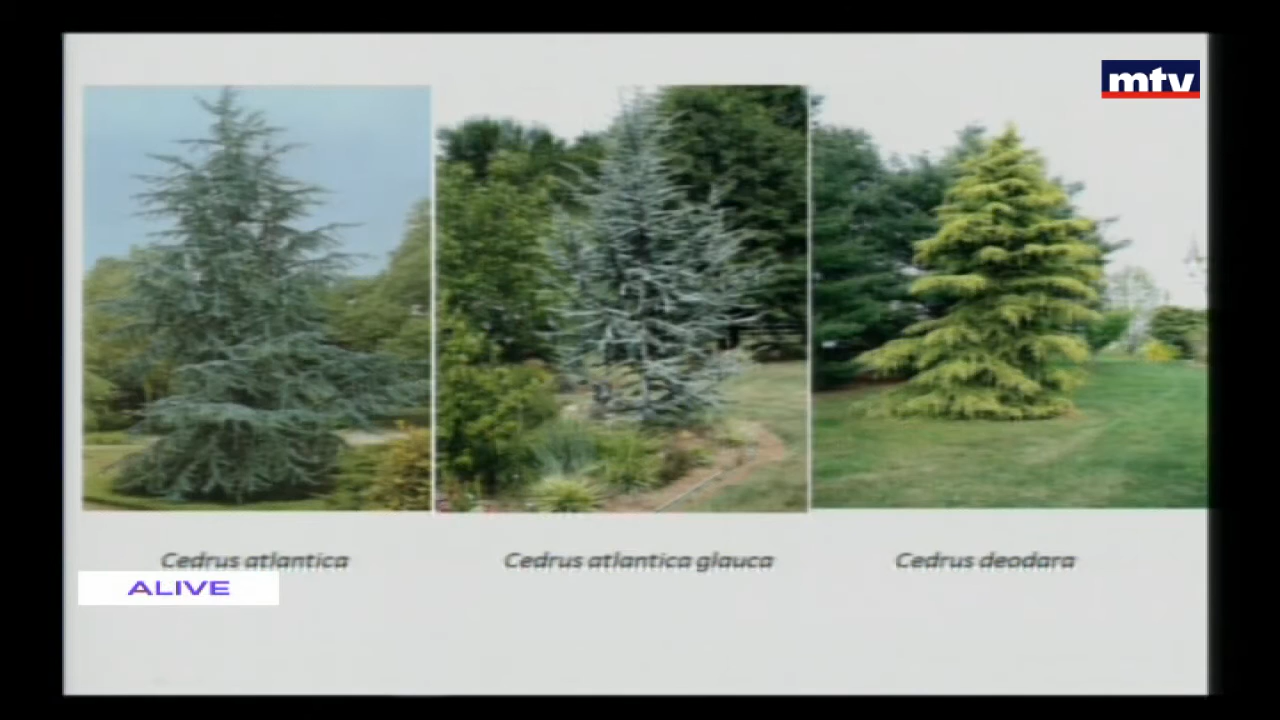 mtv
Cedrus atlantica
Cedrus atlantica glauca
Cedrus deodara
ALIVE